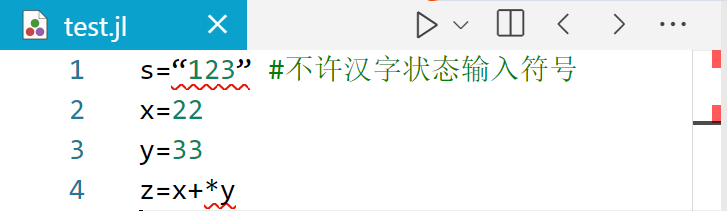 test.jl
1 s=“123” #不许汉字状态输入符号
2 x=22
3 y=33
4 z=x+*y